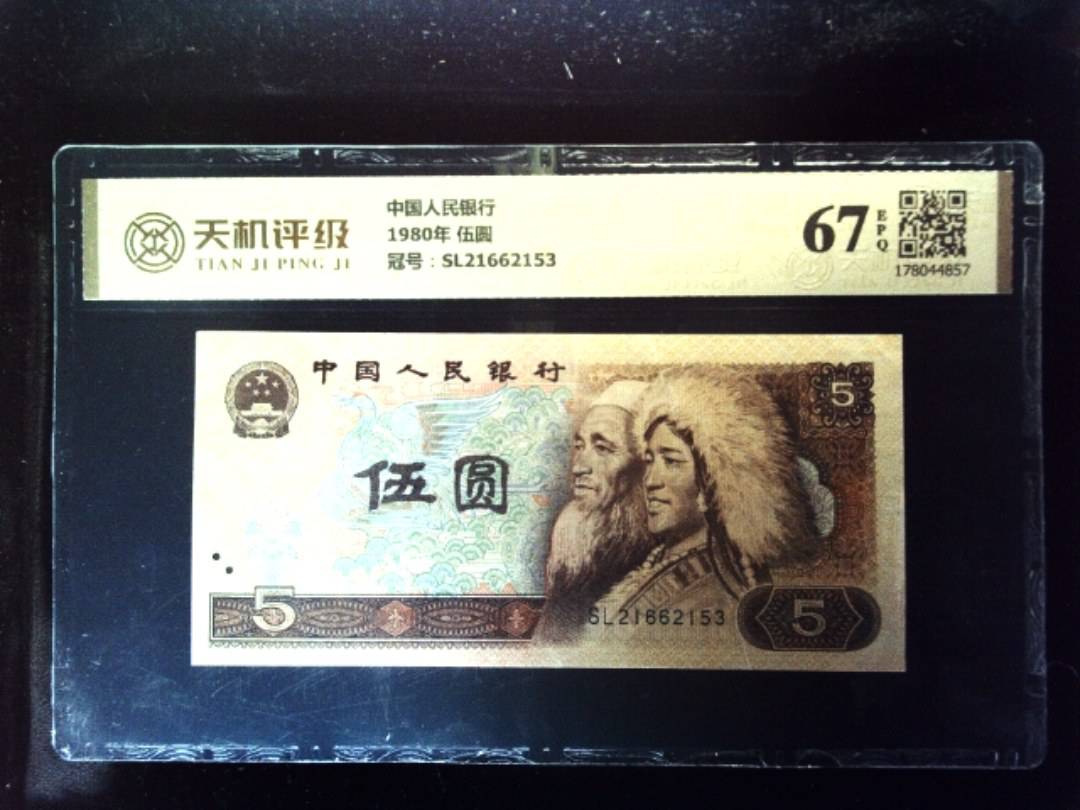 天机评级
TIAN JI PING JI
中国人民银行
1980年 伍圆
冠号：SL21662153
67
EPQ
178044857
中国人民银行
5
伍圆
5
SL21662153
5